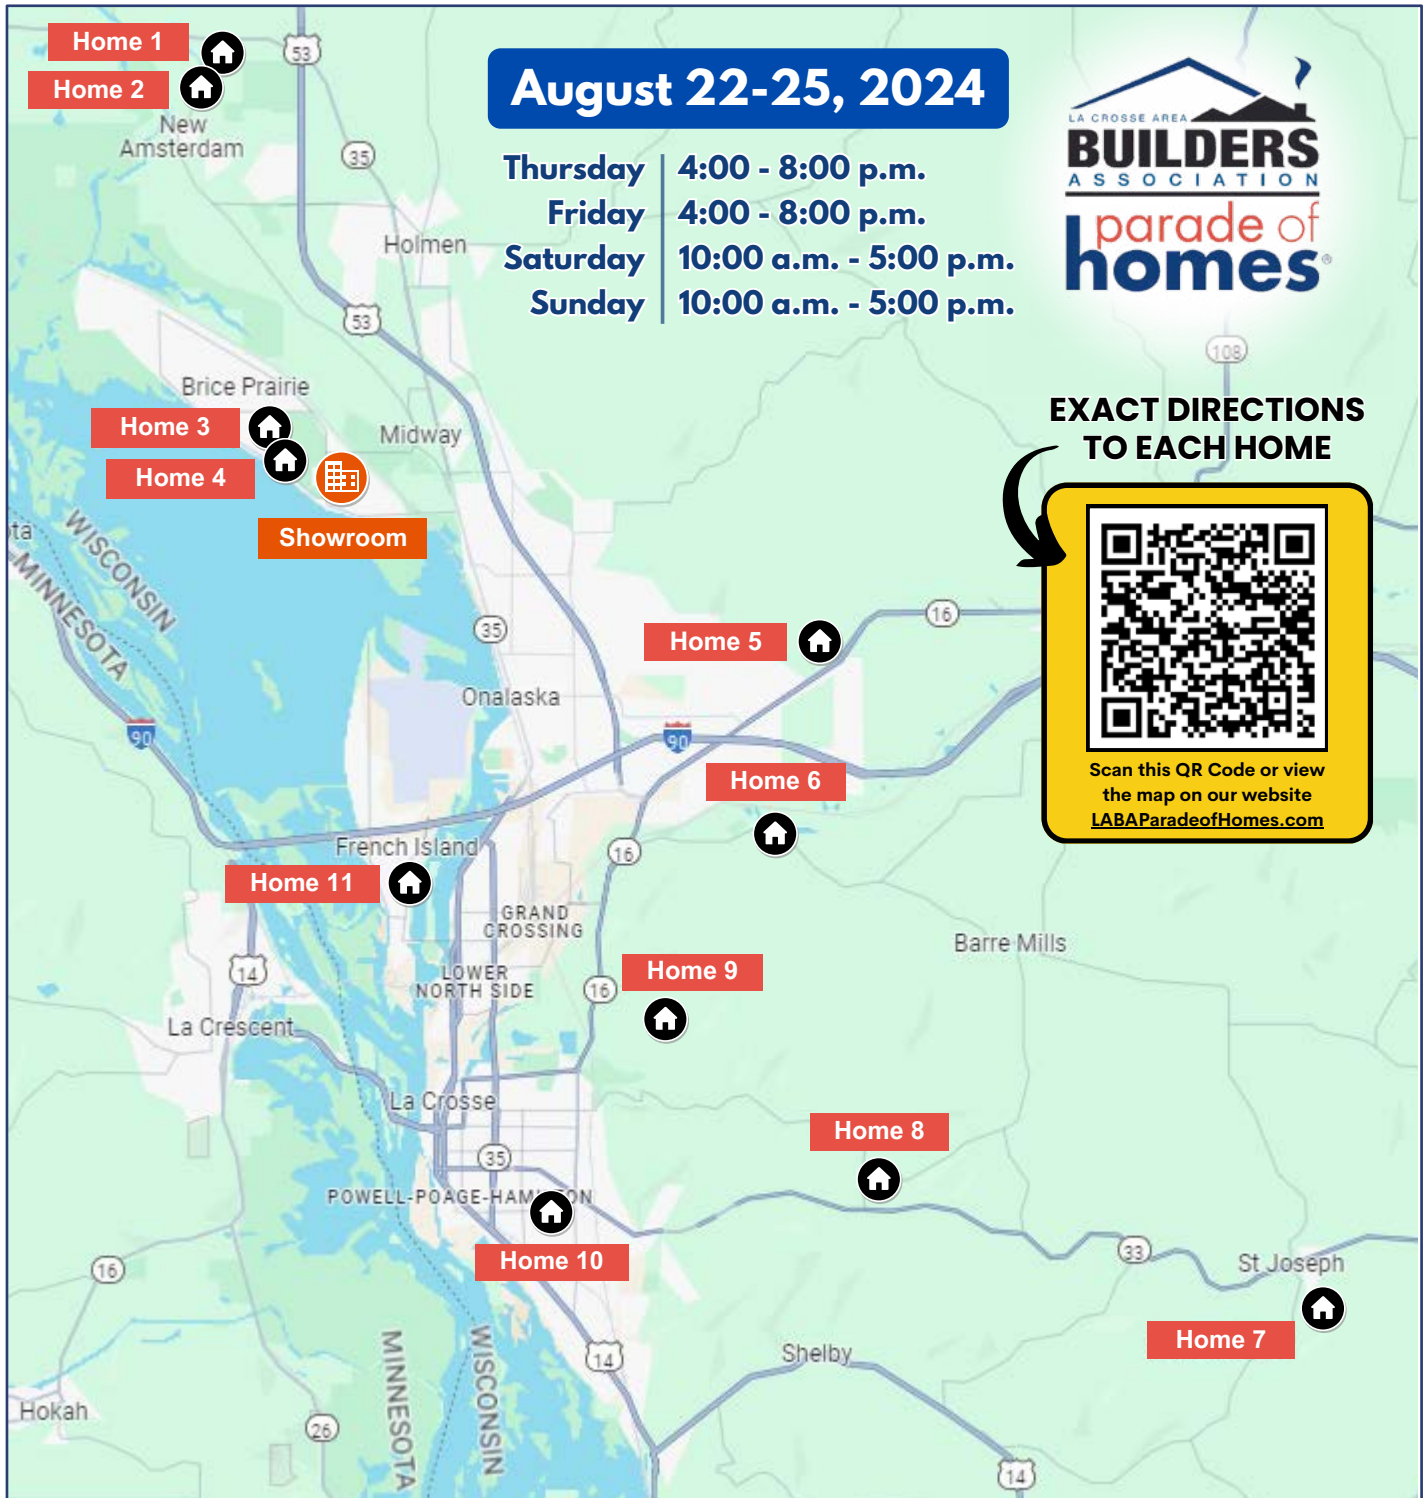 Home 1
Home 2
53
New
Amsterdam
35
Holmen
53
August 22-25, 2024
Thursday 4:00 - 8:00 p.m.
Friday 4:00 - 8:00 p.m.
Saturday 10:00 a.m. - 5:00 p.m.
Sunday 10:00 a.m. - 5:00 p.m.
LA CROSSE AREA
BUILDERS
ASSOCIATION
parade of
homes®
108
EXACT DIRECTIONS
TO EACH HOME
Scan this QR Code or view
the map on our website
LABAParadeofHomes.com
Brice Prairie
Home 3
Midway
Home 4
Showroom
ta
WISCONSIN
MINNESOTA
35
Home 5
16
Onalaska
90
90
Home 6
French Island
16
Home 11
GRAND
CROSSING
Barre Mills
14
LOWER
NORTH SIDE
16
Home 9
La Crescent
La Crosse
Home 8
35
POWELL-POAGE-HAMILTON
Home 10
33
St Joseph
16
Home 7
MINNESOTA
WISCONSIN
14
Shelby
Hokah
26
14